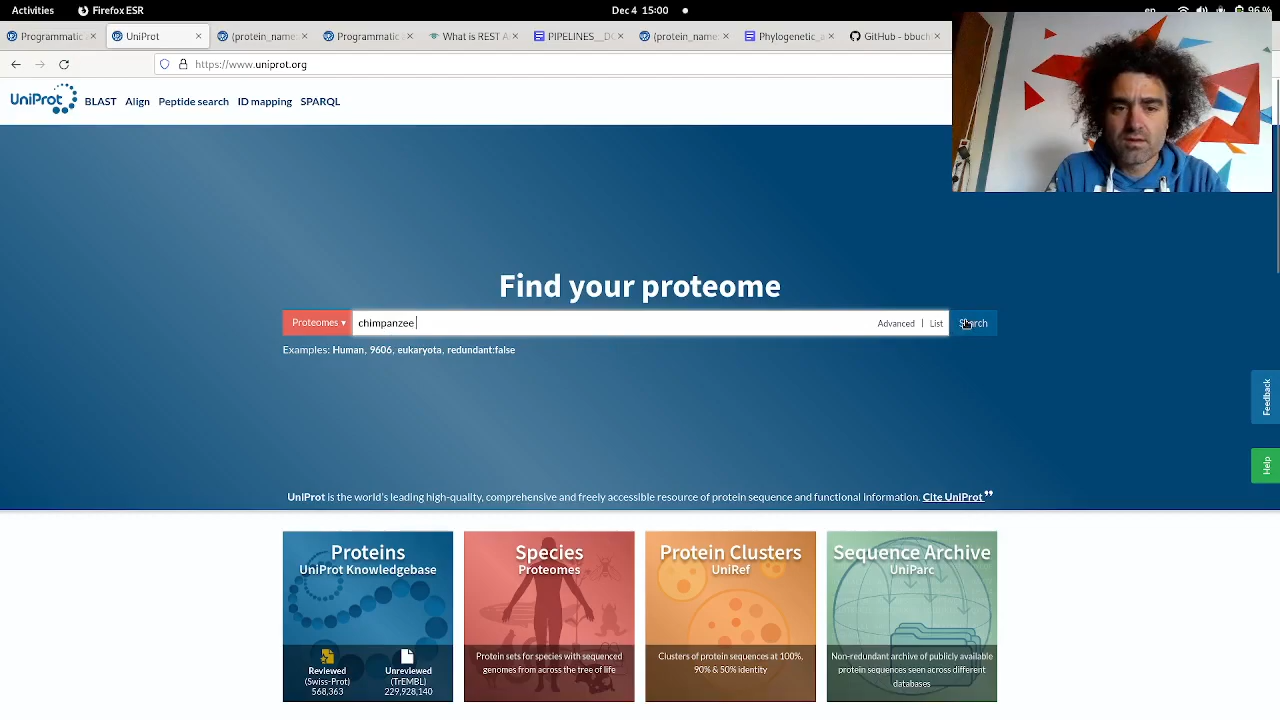 Activities
Firefox ESR
Dec 4 15:00
en
96 %
Programmatic a
UniProt
(protein_name:
Programmatic a
What is REST A
PIPELINES__DO
(protein_name:
Phylogenetic_a
GitHub - bbuch
https://www.uniprot.org
UniProt
BLAST Align Peptide search ID mapping SPARQL
Find your proteome
Proteomes ▾
chimpanzee
Advanced | List
Search
Examples: Human, 9606, eukaryota, redundant:false
Feedback
Help
UniProt is the world's leading high-quality, comprehensive and freely accessible resource of protein sequence and functional information. Cite UniProt ”
Proteins
UniProt Knowledgebase
Reviewed
(Swiss-Prot)
568,363
Unreviewed
(TrEMBL)
229,928,140
Species
Proteomes
Protein sets for species with sequenced
genomes from across the tree of life
Protein Clusters
UniRef
Clusters of protein sequences at 100%,
90% & 50% identity
Sequence Archive
UniParc
Non-redundant archive of publicly available
protein sequences seen across different
databases